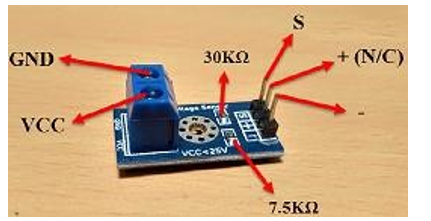 S
GND
30KΩ
+ (N/C)
VCC
-
VCC<25V
7.5KΩ